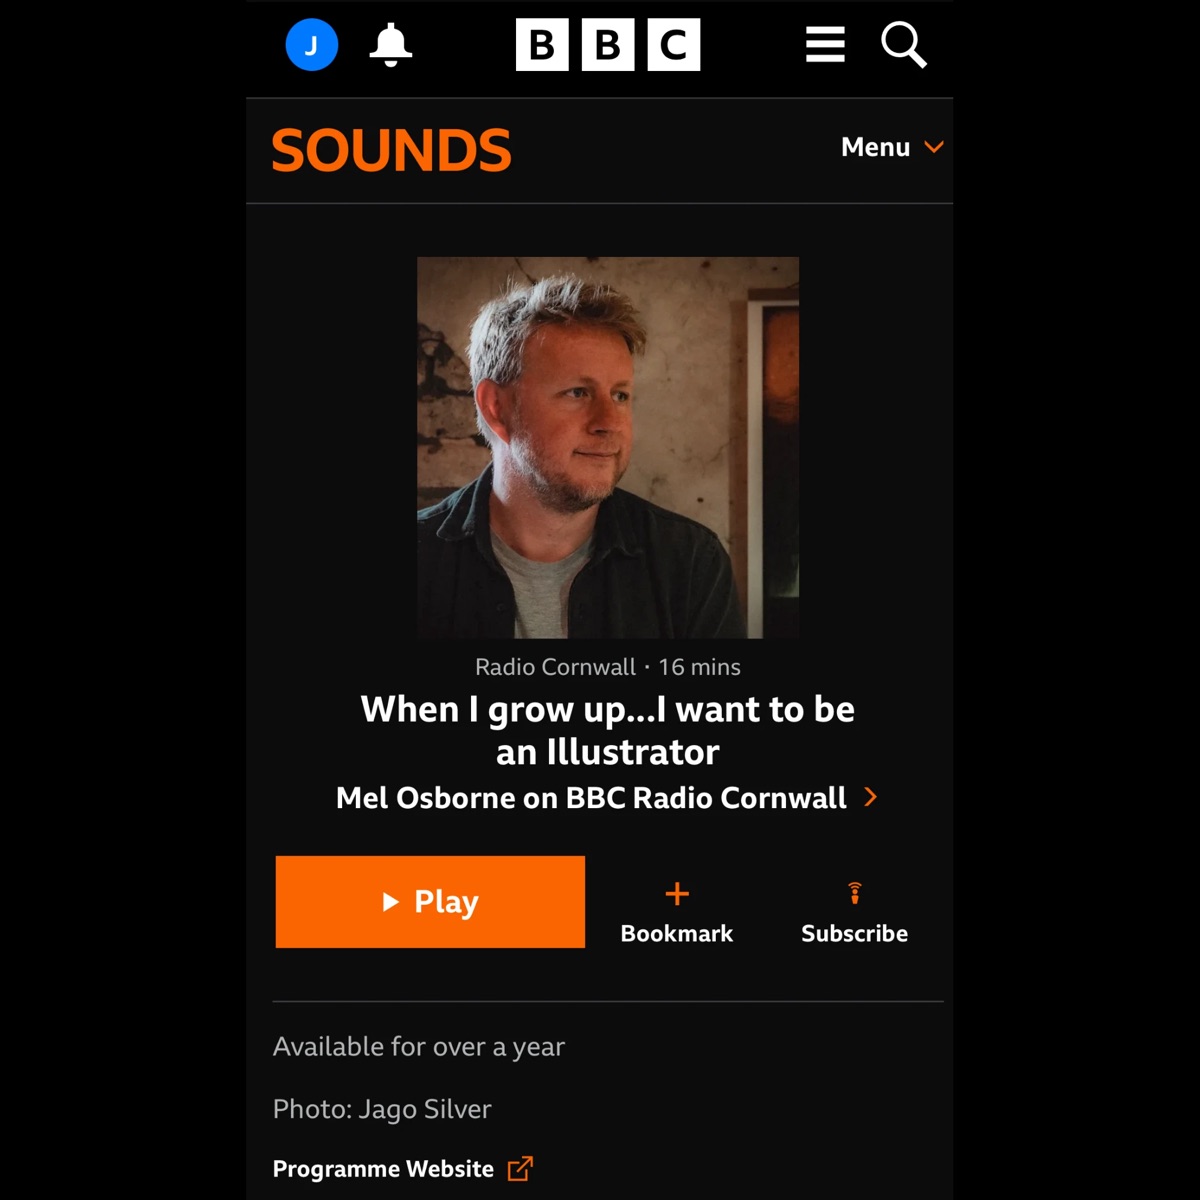 J
BBC
SOUNDS
Menu
Radio Cornwall · 16 mins
When I grow up...I want to be
an Illustrator
Mel Osborne on BBC Radio Cornwall
Play
Bookmark
Subscribe
Available for over a year
Photo: Jago Silver
Programme Website